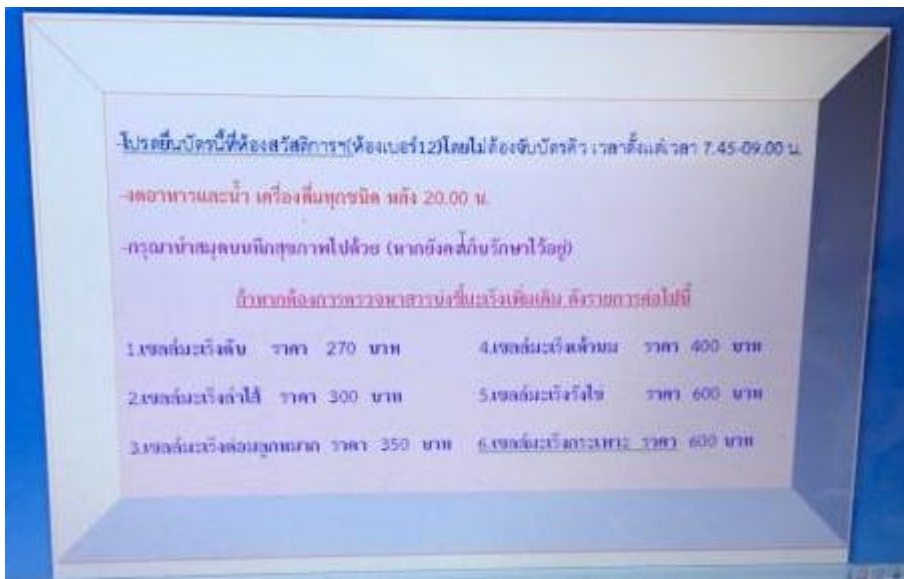 -โปรดยื่นบัตรนี้ที่ห้องสวัสดิการฯ(ห้องเบอร์12)โดยไม่ต้องจับบัตรคิว เวลาตั้งแต่เวลา 7.45-09.00 น.
-งดอาหารและน้ำ เครื่องดื่มทุกชนิด หลัง 20.00 น.
-กรุณานำสมุดบนทึกสุขภาพไปด้วย (หากยังคงเก็บรักษาไว้อยู่)
ถ้าหากต้องการตรวจหาสารบ่งชี้มะเร็งเพิ่มเติม ดังรายการต่อไปนี้
1.เซลล์มะเร็งตับ ราคา 270 บาท 4.เซลล์มะเร็งเต้านม ราคา 400 บาท
2.เซลล์มะเร็งลำไส้ ราคา 300 บาท 5.เซลล์มะเร็งรังไข่ ราคา 600 บาท
3.เซลล์มะเร็งต่อมลูกหมาก ราคา 350 บาท 6.เซลล์มะเร็งกระเพาะ ราคา 600 บาท